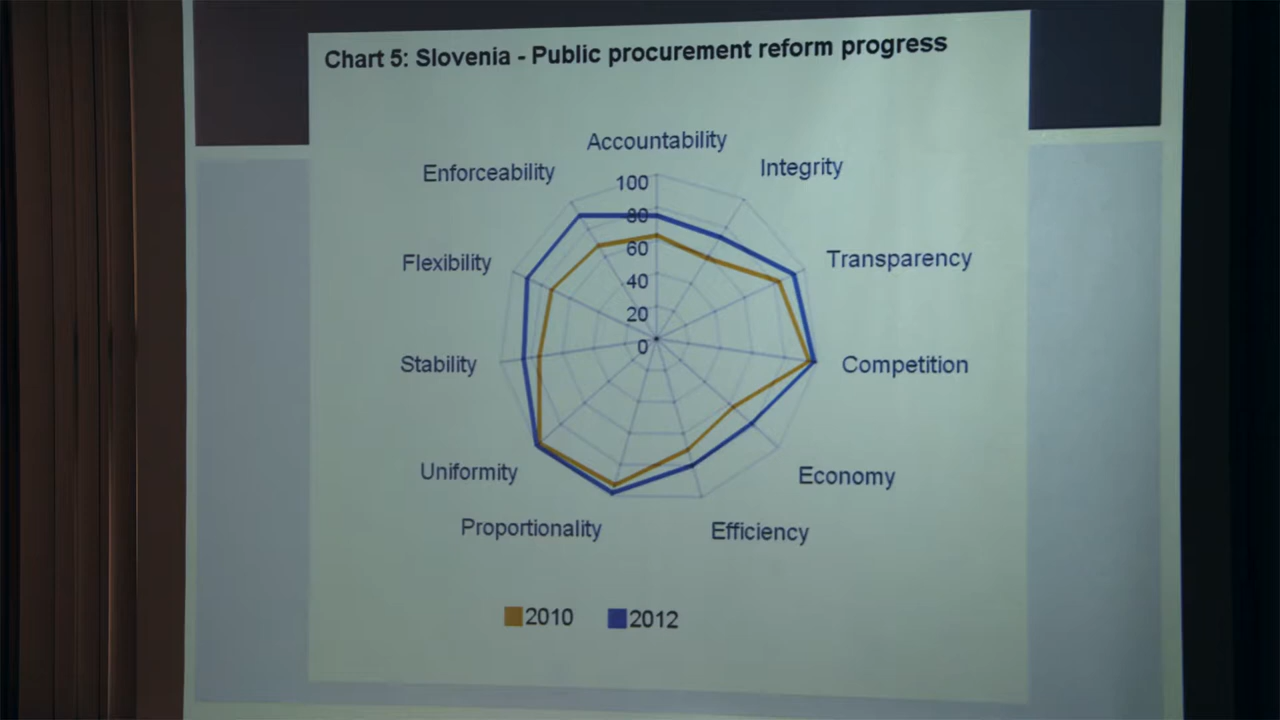 Chart 5: Slovenia - Public procurement reform progress
Accountability
Enforceability
Integrity
100
80
60
40
20
0
Flexibility
Transparency
Stability
Competition
Uniformity
Economy
Proportionality
Efficiency
2010
2012